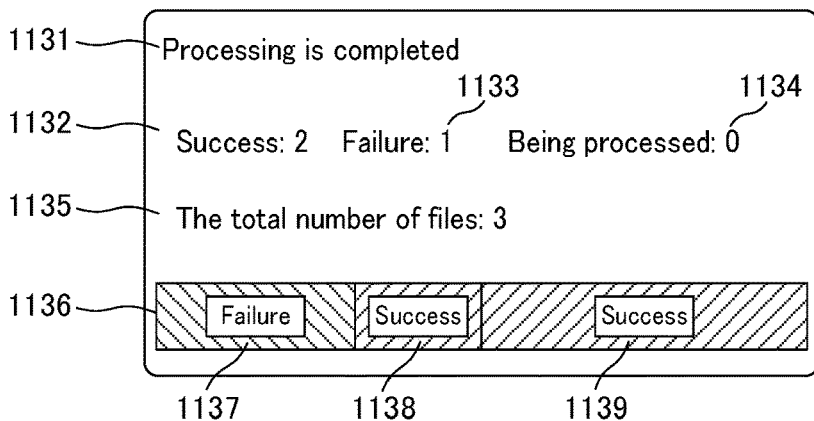 1131 Processing is completed
1133 1134
1132 Success: 2 Failure: 1 Being processed: 0
1135 The total number of files: 3
1136 Failure Success Success
1137 1138 1139